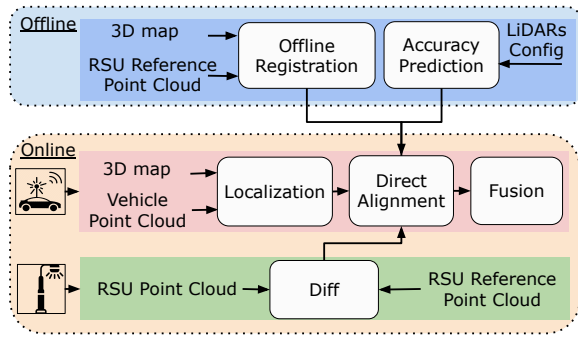 Offline
3D map
RSU Reference
Point Cloud
Offline
Registration
Accuracy
Prediction
LiDARs
Config
Online
3D map
Vehicle
Point Cloud
Localization
Direct
Alignment
Fusion
RSU Point Cloud
Diff
RSU Reference
Point Cloud